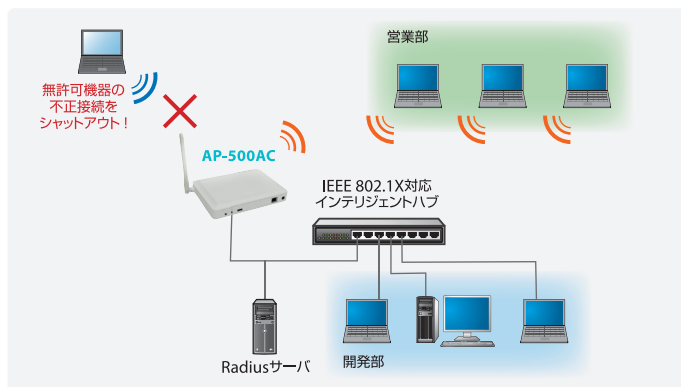 営業部
無許可機器の
不正接続を
シャットアウト！
AP-500AC
IEEE 802.1X対応
インテリジェントハブ
Radiusサーバ
開発部